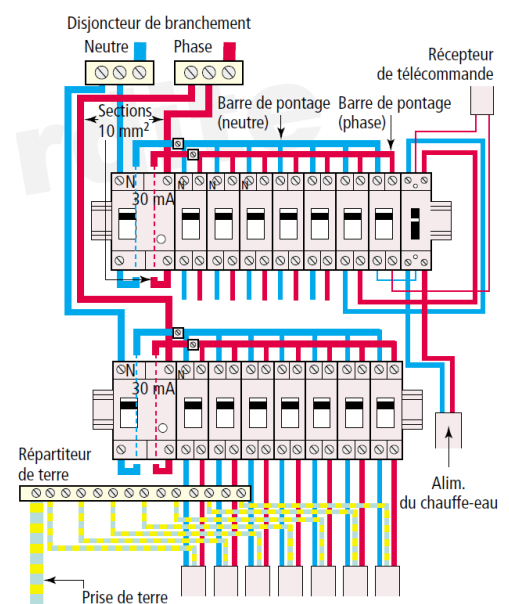 Disjoncteur de branchement
Neutre
Phase
Récepteur
de télécommande
Sections
10 mm²
Barre de pontage
(neutre)
Barre de pontage
(phase)
N
N
N
N
30 mA
N
N
30 mA
Répartiteur
de terre
Alim.
du chauffe-eau
Prise de terre